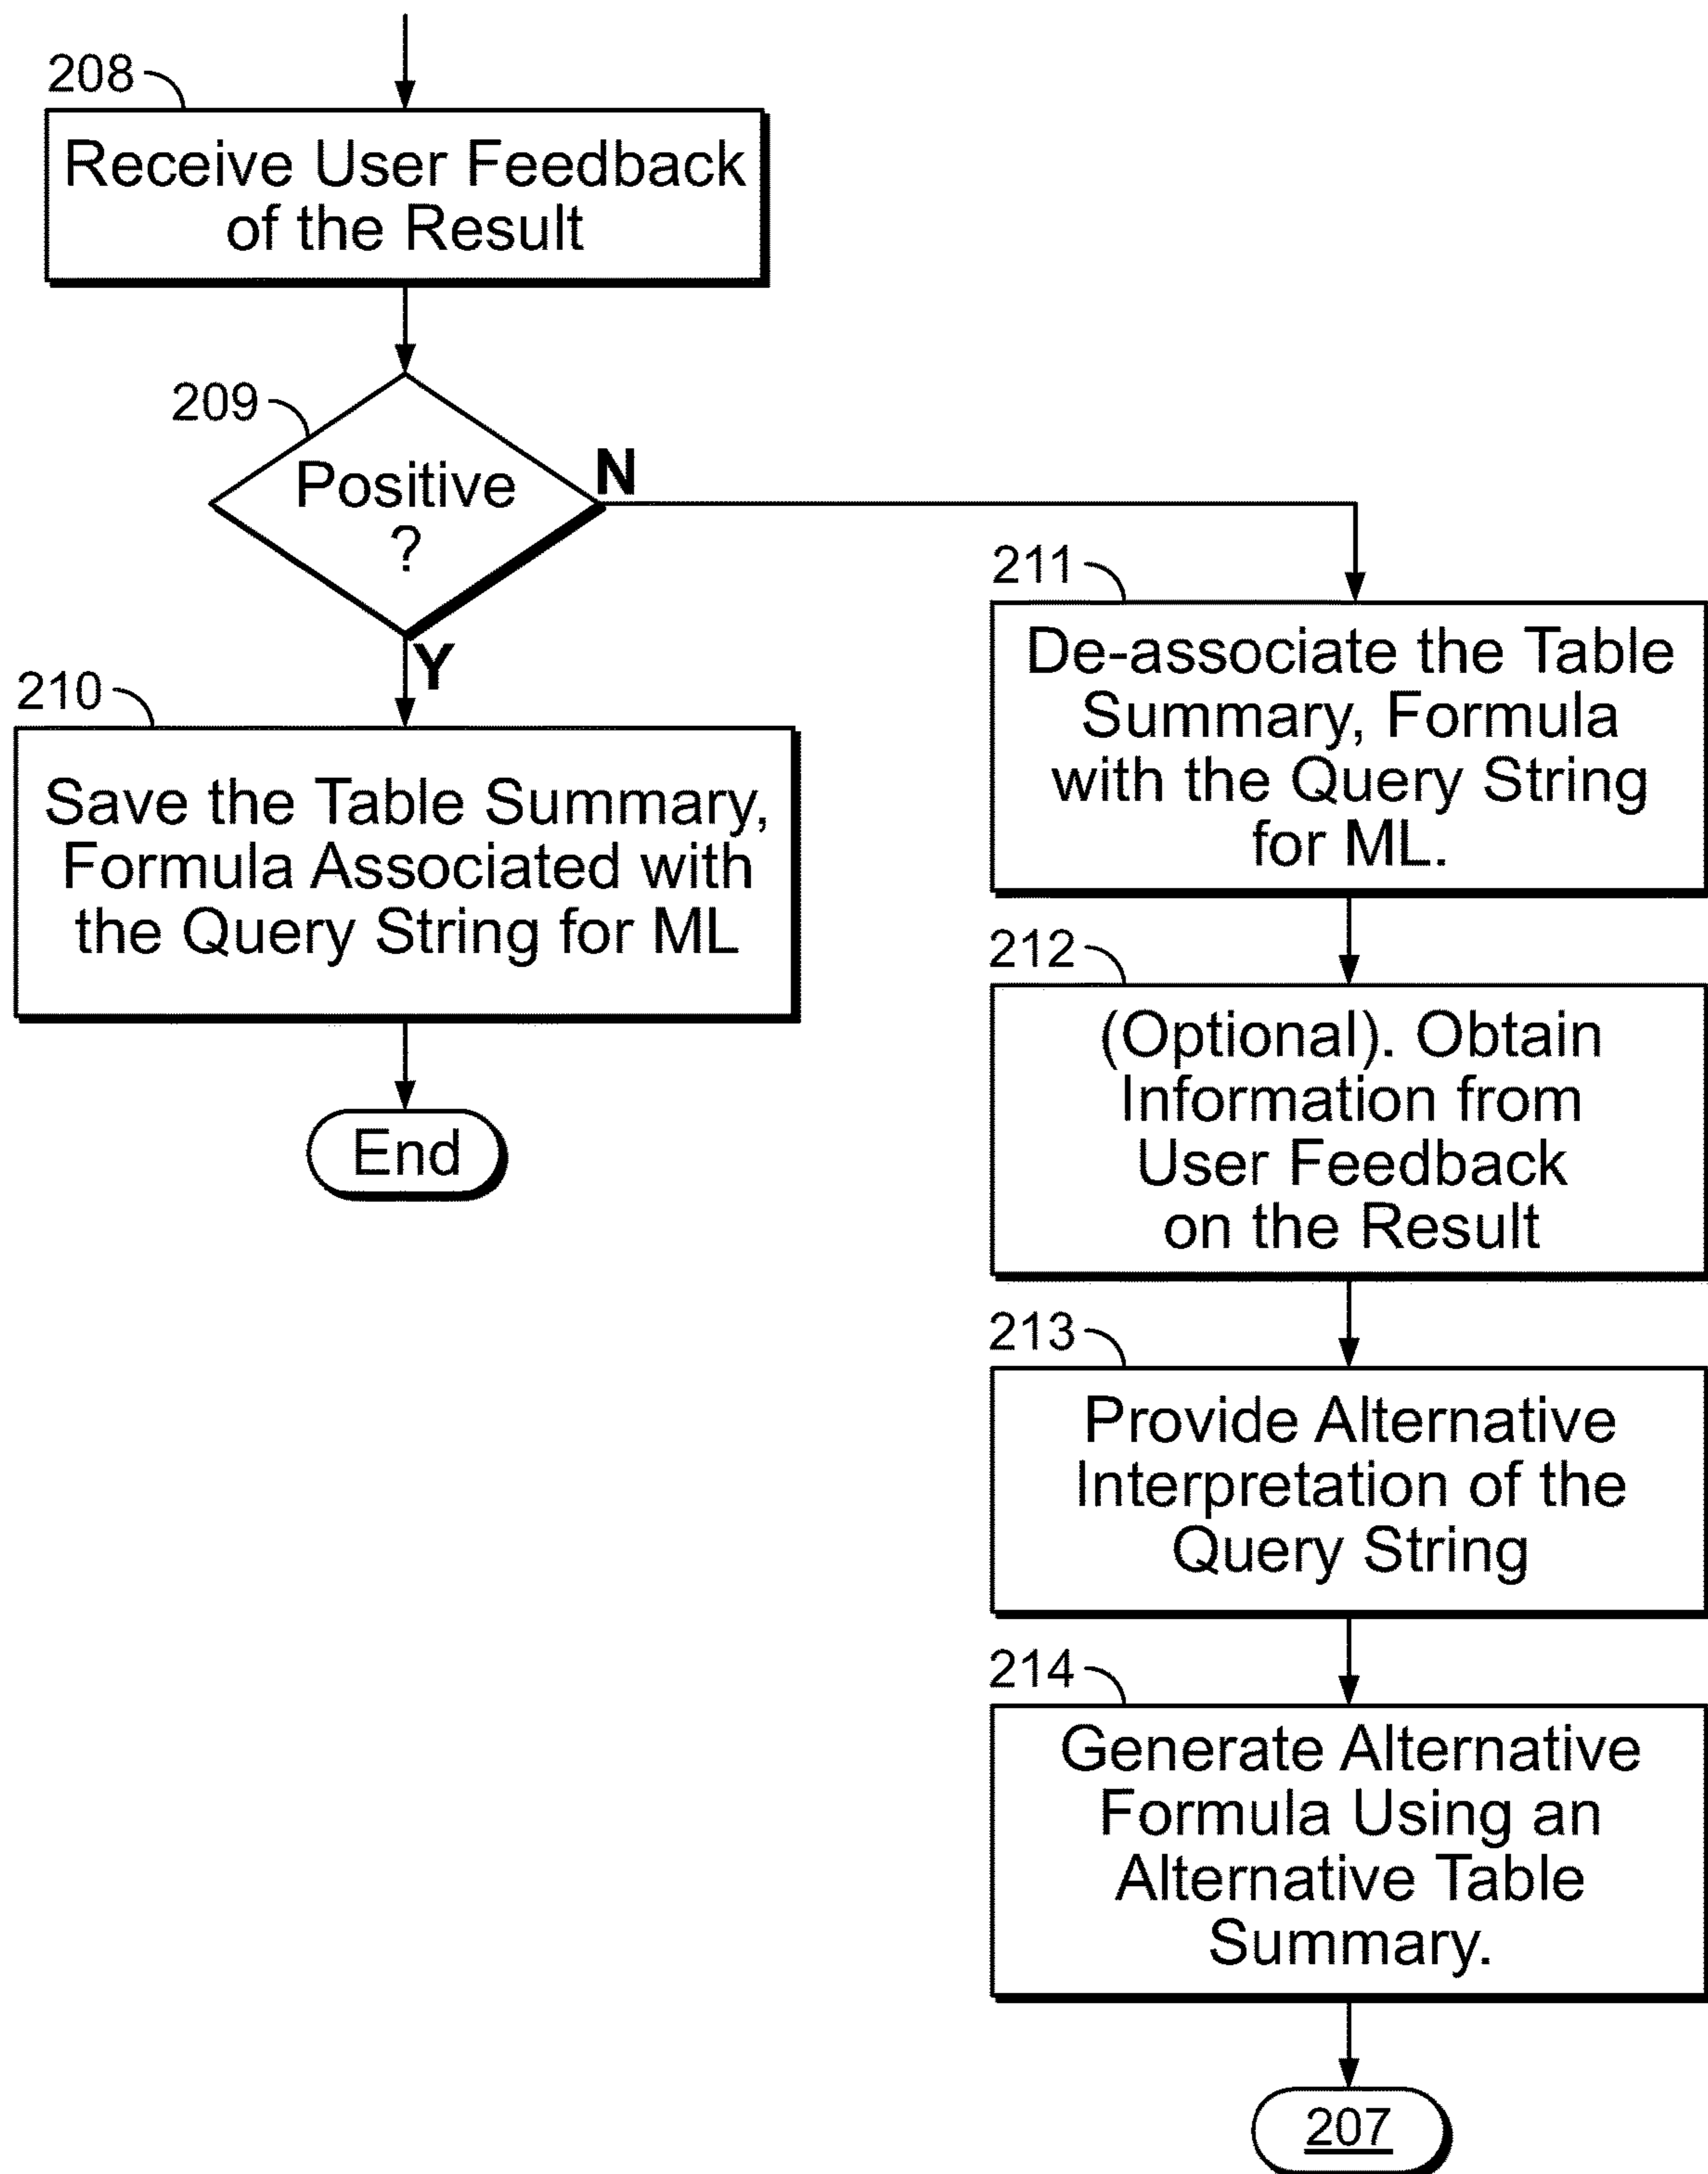 208
Receive User Feedback
of the Result
209
Positive
?
N
Y
210
Save the Table Summary,
Formula Associated with
the Query String for ML
End
211
De-associate the Table
Summary, Formula
with the Query String
for ML.
212
(Optional). Obtain
Information from
User Feedback
on the Result
213
Provide Alternative
Interpretation of the
Query String
214
Generate Alternative
Formula Using an
Alternative Table
Summary.
207